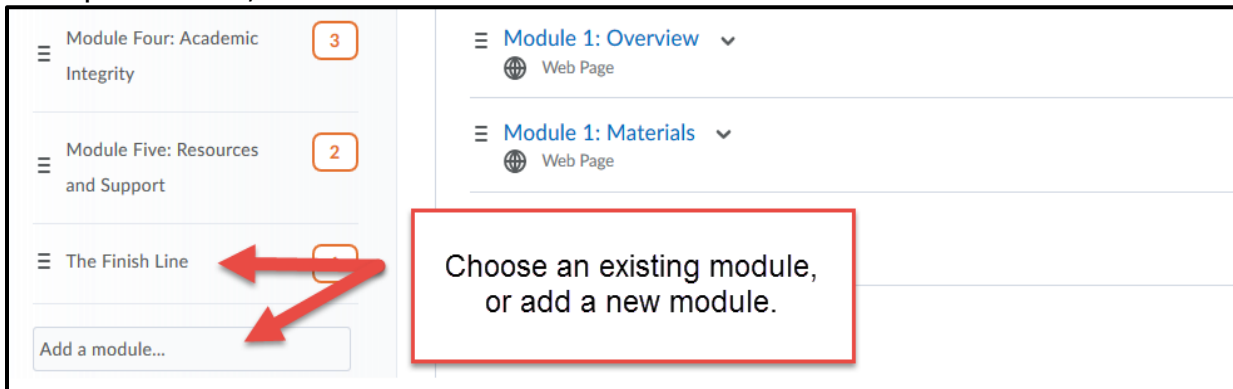 Module Four: Academic
Integrity
3
Module Five: Resources
and Support
2
The Finish Line
Add a module...
Module 1: Overview
Web Page
Module 1: Materials
Web Page
Choose an existing module,
or add a new module.